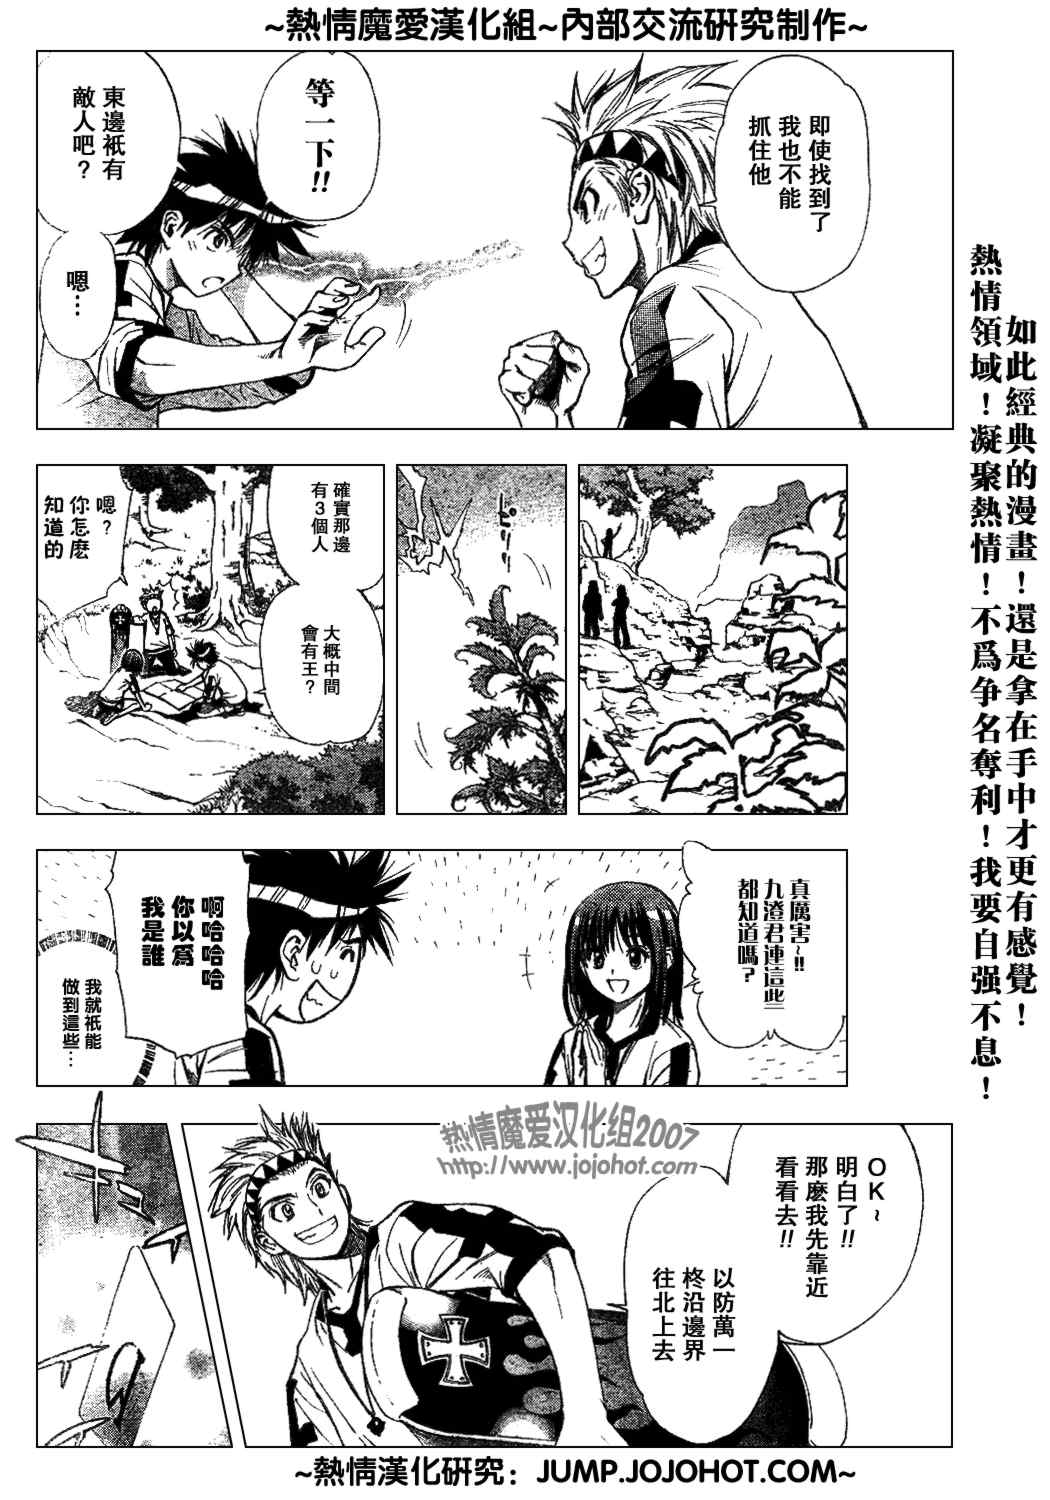 ~熱情魔愛漢化組~內部交流研究制作~
即使找到了
我也不能
抓住他
等一下!!
東邊衹有
敵人吧？
嗯…
ピリ…
確實那邊
有3個人
大概中間
會有王？
嗯？
你怎麽
知道的
真厲害~!!
九澄君連這些
都知道嗎？
啊哈哈哈
你以爲
我是誰
我就衹能
做到這些…
OK~
明白了!!
那麽我先靠近
看看去!!
以防萬一
柊沿邊界
往北上去
熱情魔爱汉化组2007
http://www.jojohot.com
如此經典的漫畫！還是拿在手中才更有感覺！
熱情領域！凝聚熱情！不爲争名奪利！我要自强不息！
~熱情漢化研究：JUMP.JOJOHOT.COM~